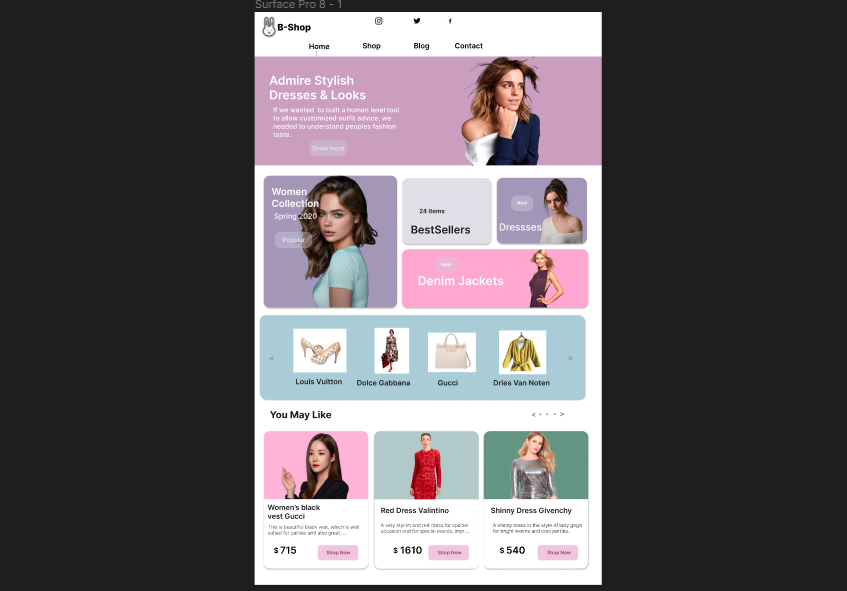 Surface Pro 8 - 1
B-Shop
Home Shop Blog Contact
Admire Stylish
Dresses & Looks
If we wanted to built a human level tool
to allow customized outfit advice, we
needed to understand peoples fashion
taste.
Show more
Women
Collection
Spring 2020
Popular
24 Items
BestSellers
New
Dressses
New
Denim Jackets
< >
Louis Vuitton Dolce Gabbana Gucci Dries Van Noten
You May Like
< • • • >
Women's black
vest Gucci
This is beautiful black vest, which is well
suited for parties and also great....
$ 715 Shop Now
Red Dress Valintino
A very stylish and red dress,for special
occasion and for special events, impr...
$ 1610 Shop Now
Shinny Dress Givenchy
A shinny dress in the style of lady gaga
for bright events and cool parties.
$ 540 Shop Now